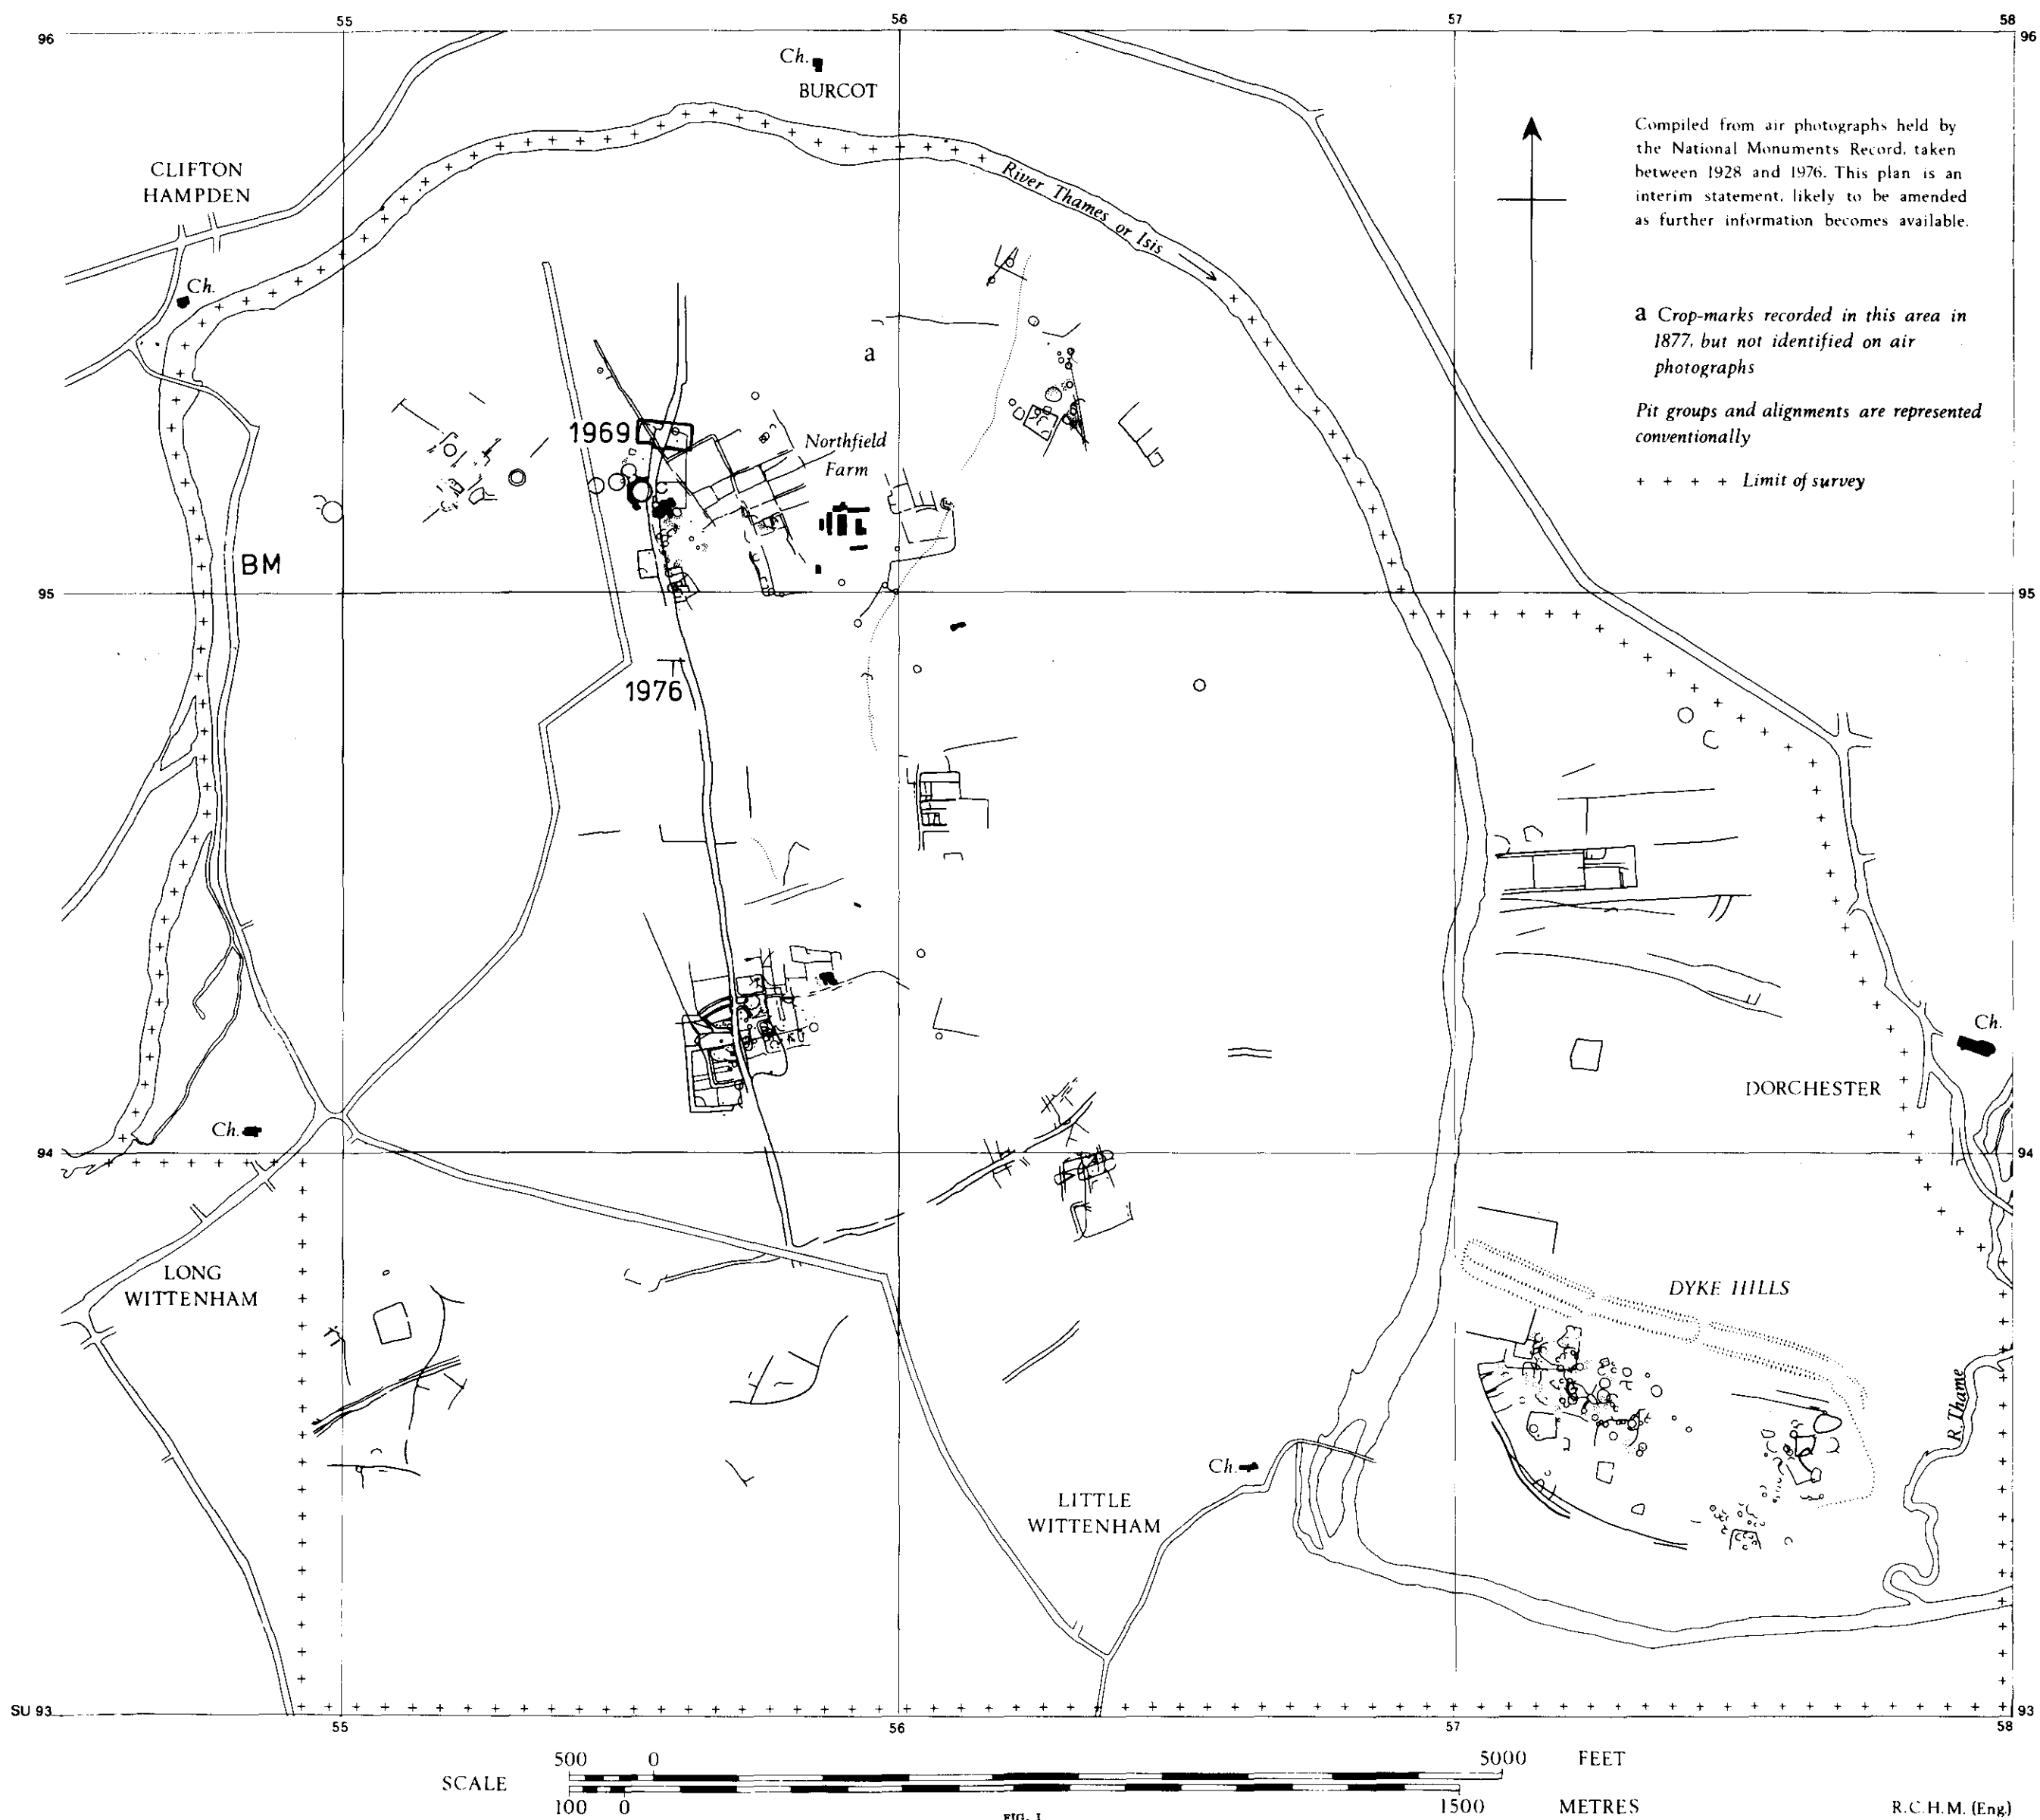 55
56
57
58
96
96
Ch.
BURCOT
CLIFTON
HAMPDEN
Ch.
River Thames or Isis
Compiled from air photographs held by
the National Monuments Record, taken
between 1928 and 1976. This plan is an
interim statement, likely to be amended
as further information becomes available.
a Crop-marks recorded in this area in
1877, but not identified on air
photographs
Pit groups and alignments are represented
conventionally
+ + + + Limit of survey
a
1969
Northfield
Farm
BM
95
95
1976
Ch.
DORCHESTER
Ch.
94
94
LONG
WITTENHAM
DYKE HILLS
R. Thame
Ch.
LITTLE
WITTENHAM
SU 93
93
55
56
57
58
500 0 5000 FEET
SCALE
100 0 1500 METRES
FIG. 1
R.C.H.M. (Eng.)